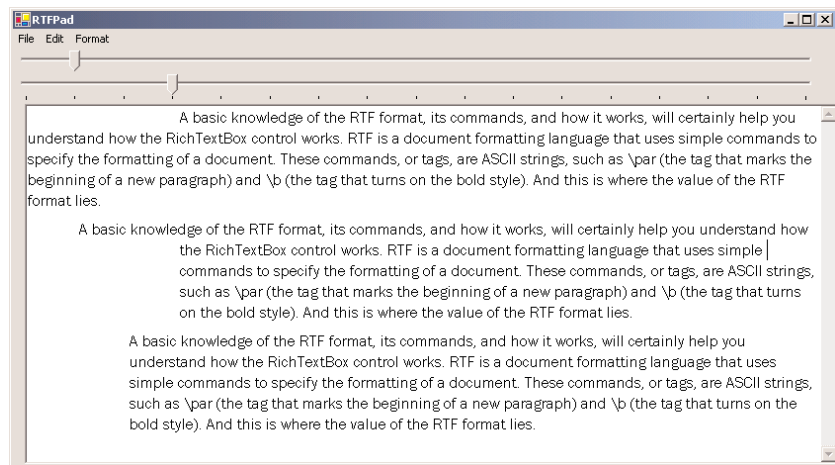 RTFPad
File Edit Format
A basic knowledge of the RTF format, its commands, and how it works, will certainly help you
understand how the RichTextBox control works. RTF is a document formatting language that uses simple commands to
specify the formatting of a document. These commands, or tags, are ASCII strings, such as \par (the tag that marks the
beginning of a new paragraph) and \b (the tag that turns on the bold style). And this is where the value of the RTF
format lies.
A basic knowledge of the RTF format, its commands, and how it works, will certainly help you understand how
the RichTextBox control works. RTF is a document formatting language that uses simple
commands to specify the formatting of a document. These commands, or tags, are ASCII strings,
such as \par (the tag that marks the beginning of a new paragraph) and \b (the tag that turns
on the bold style). And this is where the value of the RTF format lies.
A basic knowledge of the RTF format, its commands, and how it works, will certainly help you
understand how the RichTextBox control works. RTF is a document formatting language that uses
simple commands to specify the formatting of a document. These commands, or tags, are ASCII strings,
such as \par (the tag that marks the beginning of a new paragraph) and \b (the tag that turns on the
bold style). And this is where the value of the RTF format lies.